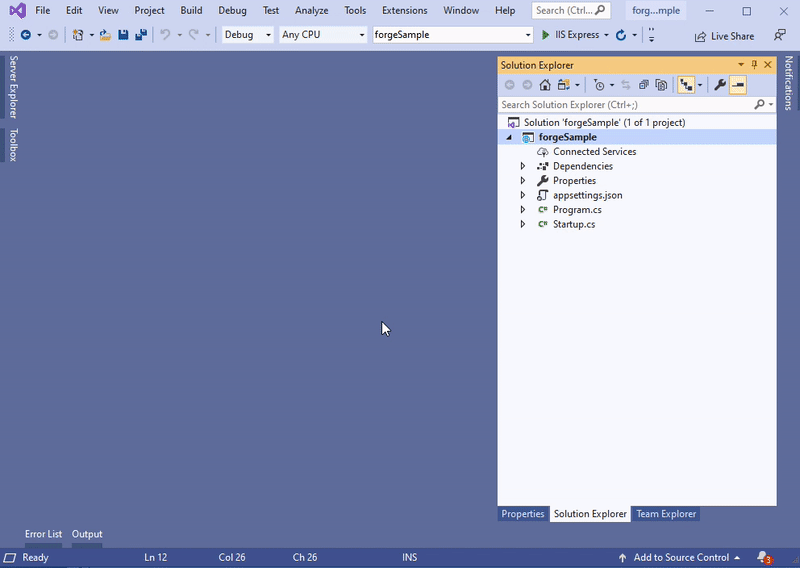 File Edit View Project Build Debug Test Analyze Tools Extensions Window Help Search (Ctrl... forg...mple
Debug Any CPU forgeSample IIS Express Live Share
Server Explorer
Toolbox
Solution Explorer
Search Solution Explorer (Ctrl+;)
Solution 'forgeSample' (1 of 1 project)
forgeSample
Connected Services
Dependencies
Properties
appsettings.json
C# Program.cs
C# Startup.cs
Notifications
Properties Solution Explorer Team Explorer
Error List Output
Ready Ln 12 Col 26 Ch 26 INS Add to Source Control 3